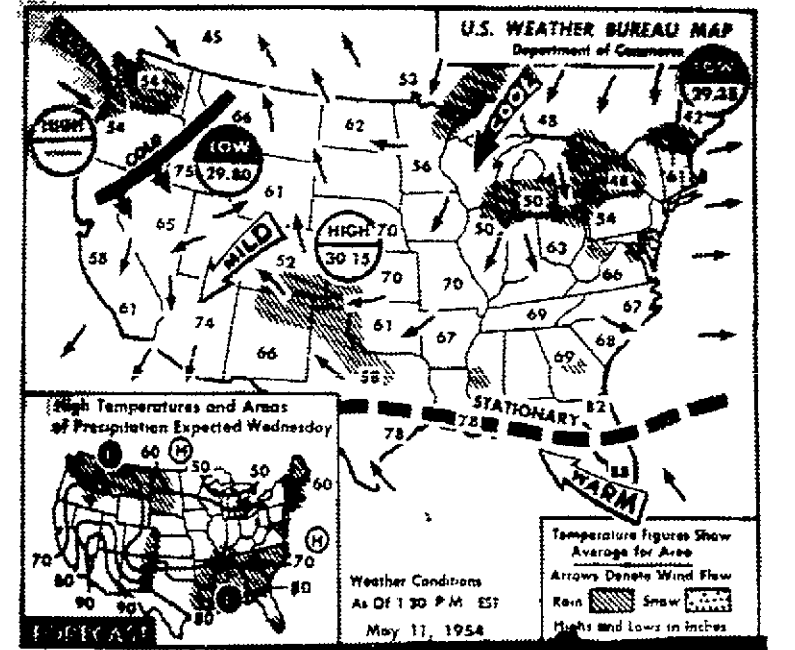 U.S. WEATHER BUREAU MAP
Department of Commerce
45
54
53
LOW
29.28
42
HIGH
54
COLD
66
COOL
62
48
LOW
29.80
75
56
61
48
61
65
50
54
50
70
HIGH
30 15
MILD
52
58
63
70
70
66
61
74
61
67
69
67
68
66
69
58
STATIONARY
82
78
78
88
WARM
High Temperatures and Areas
of Precipitation Expected Wednesday
60
H
50
50
60
H
70
70
80
80
90
90
80
FORECAST
Weather Conditions
As Of 1 30 P M EST
May 11, 1954
Temperature Figures Show
Average for Area
Arrows Denote Wind Flow
Rain
Snow
Highs and Lows in Inches